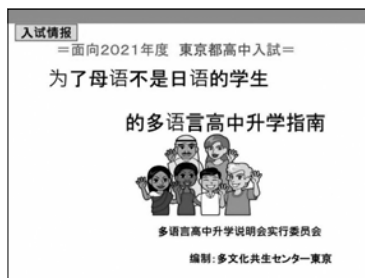 入试情报
＝面向2021年度 東京都高中入試＝
为了母语不是日语的学生
的多语言高中升学指南
多语言高中升学说明会实行委员会
编制：多文化共生センター東京